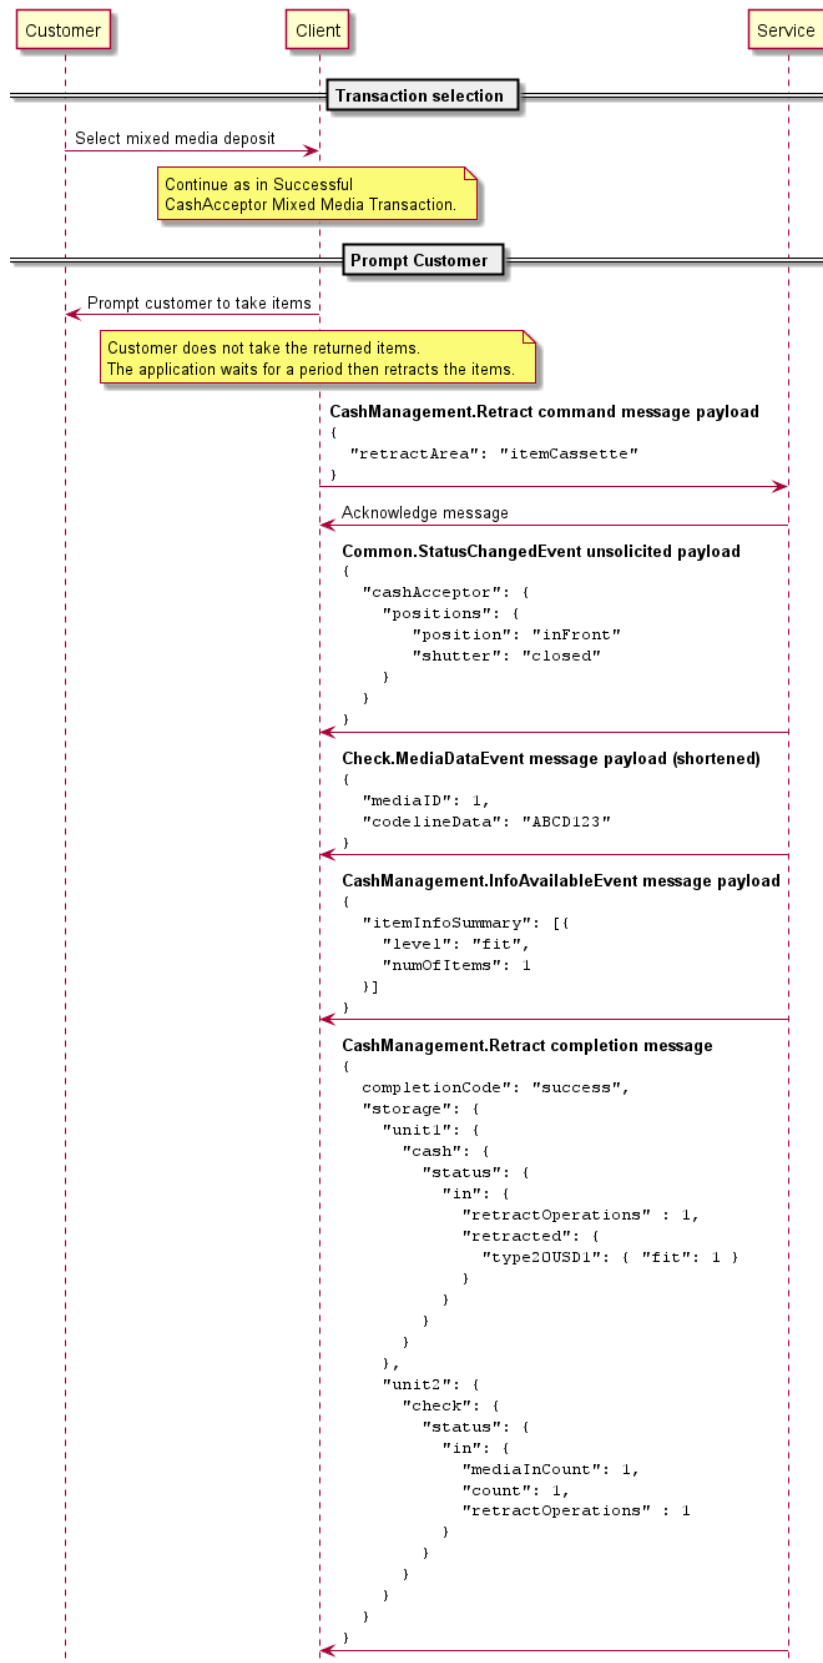 Customer
Client
Service
Transaction selection
Select mixed media deposit
Continue as in Successful
CashAcceptor Mixed Media Transaction.
Prompt Customer
Prompt customer to take items
Customer does not take the returned items.
The application waits for a period then retracts the items.
CashManagement.Retract command message payload
{
  "retractArea": "itemCassette"
}
Acknowledge message
Common.StatusChangedEvent unsolicited payload
{
  "cashAcceptor": {
    "positions": {
       "position": "inFront"
       "shutter": "closed"
    }
  }
}
Check.MediaDataEvent message payload (shortened)
{
  "mediaID": 1,
  "codelineData": "ABCD123"
}
CashManagement.InfoAvailableEvent message payload
{
  "itemInfoSummary": [{
    "level": "fit",
    "numOfItems": 1
  }]
}
CashManagement.Retract completion message
{
  completionCode": "success",
  "storage": {
    "unit1": {
      "cash": {
        "status": {
          "in": {
            "retractOperations" : 1,
            "retracted": {
              "type20USD1": { "fit": 1 }
            }
          }
        }
      }
    },
    "unit2": {
      "check": {
        "status": {
          "in": {
            "mediaInCount": 1,
            "count": 1,
            "retractOperations" : 1
          }
        }
      }
    }
  }
}